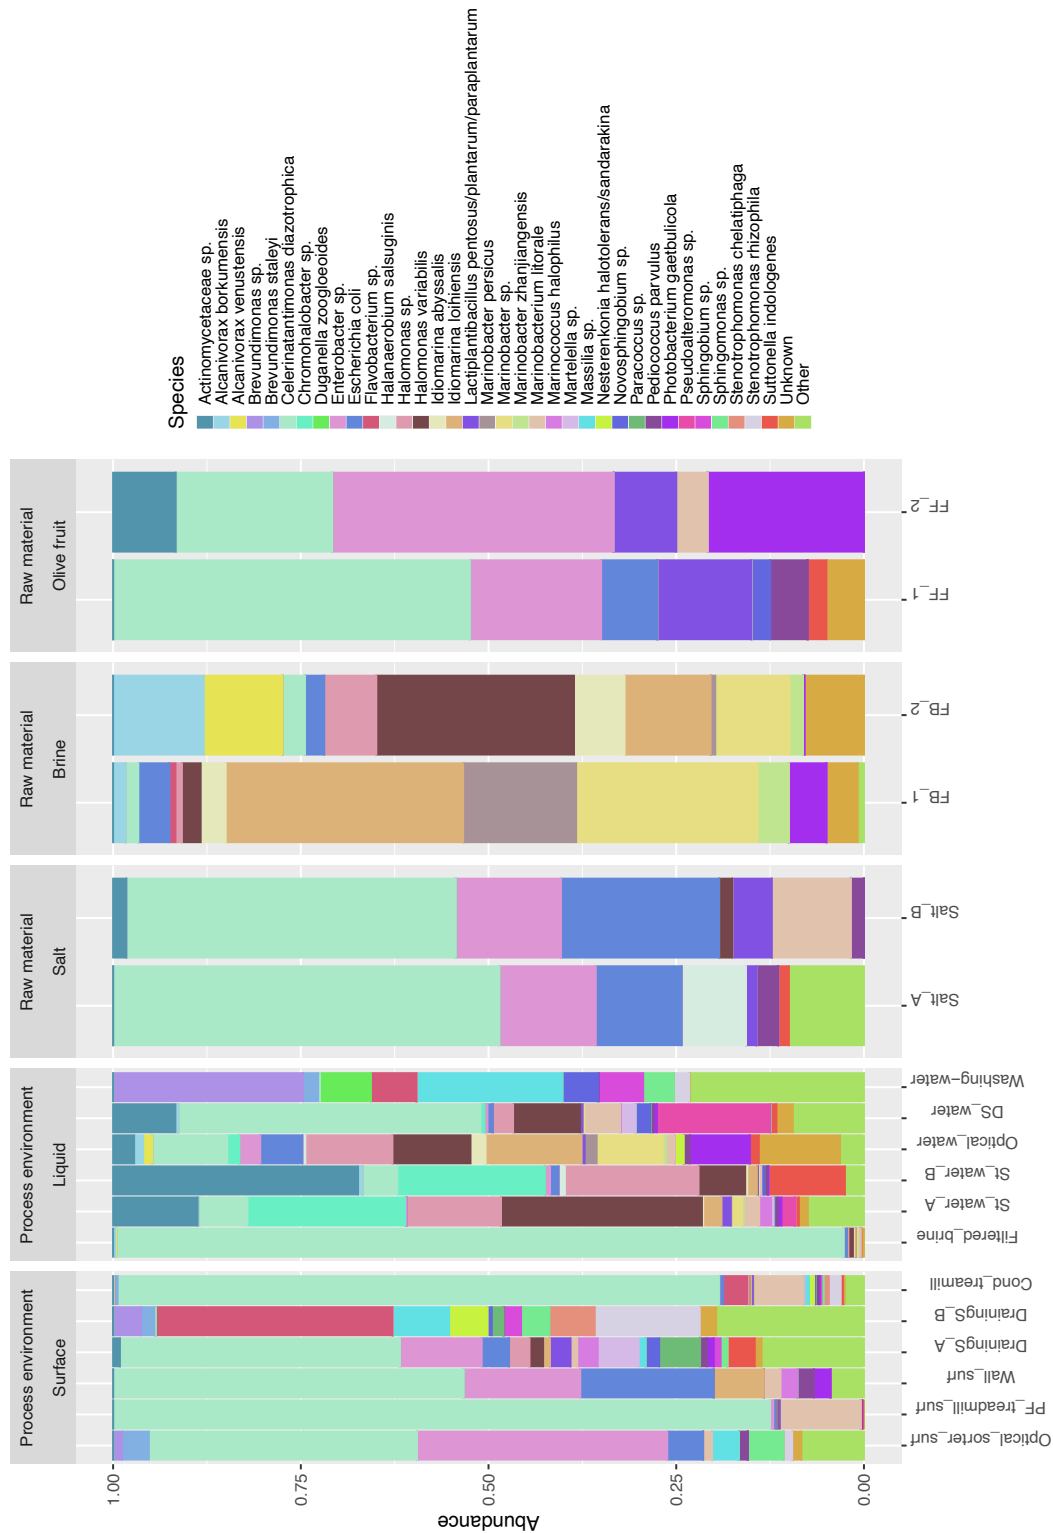 Process environment
Surface
Process environment
Liquid
Raw material
Salt
Raw material
Brine
Raw material
Olive fruit
Abundance
1.00
0.75
0.50
0.25
0.00
Optical_sorter_surf
PF_treadmill_surf
Wall_surf
DrainingS_A
DrainingS_B
Cond_treamill
Filtered_brine
St_water_A
St_water_B
Optical_water
DS_water
Washing-water
Salt_A
Salt_B
FB_1
FB_2
FF_1
FF_2
Species
Actinomycetaceae sp.
Alcanivorax borkumensis
Alcanivorax venustensis
Brevundimonas sp.
Brevundimonas staleyi
Celerinatantimonas diazotrophica
Chromohalobacter sp.
Duganella zoogloeoides
Enterobacter sp.
Escherichia coli
Flavobacterium sp.
Halanaerobium salsuginis
Halomonas sp.
Halomonas variabilis
Idiomarina abyssalis
Idiomarina loihiensis
Lactiplantibacillus pentosus/plantarum/paraplantarum
Marinobacter persicus
Marinobacter sp.
Marinobacter zhanjiangensis
Marinobacterium litorale
Marinococcus halophilus
Martelella sp.
Massilia sp.
Nesterenkonia halotolerans/sandarakina
Novosphingobium sp.
Paracoccus sp.
Pediococcus parvulus
Photobacterium gaetbulicola
Pseudoalteromonas sp.
Sphingobium sp.
Sphingomonas sp.
Stenotrophomonas chelatiphaga
Stenotrophomonas rhizophila
Suttonella indologenes
Unknown
Other